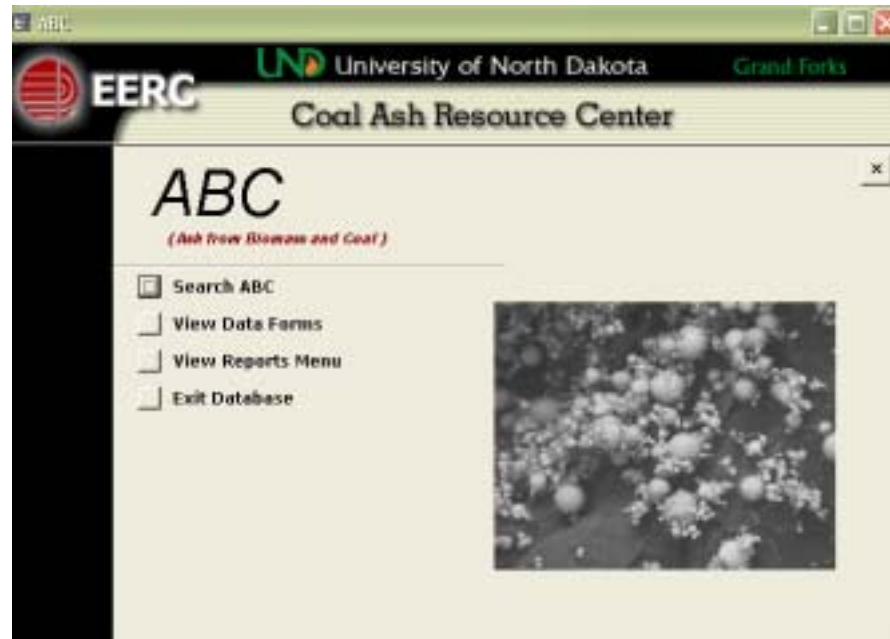 ABC
EERC
UND University of North Dakota Grand Forks
Coal Ash Resource Center
ABC
(Ash from Biomass and Coal)
Search ABC
View Data Forms
View Reports Menu
Exit Database